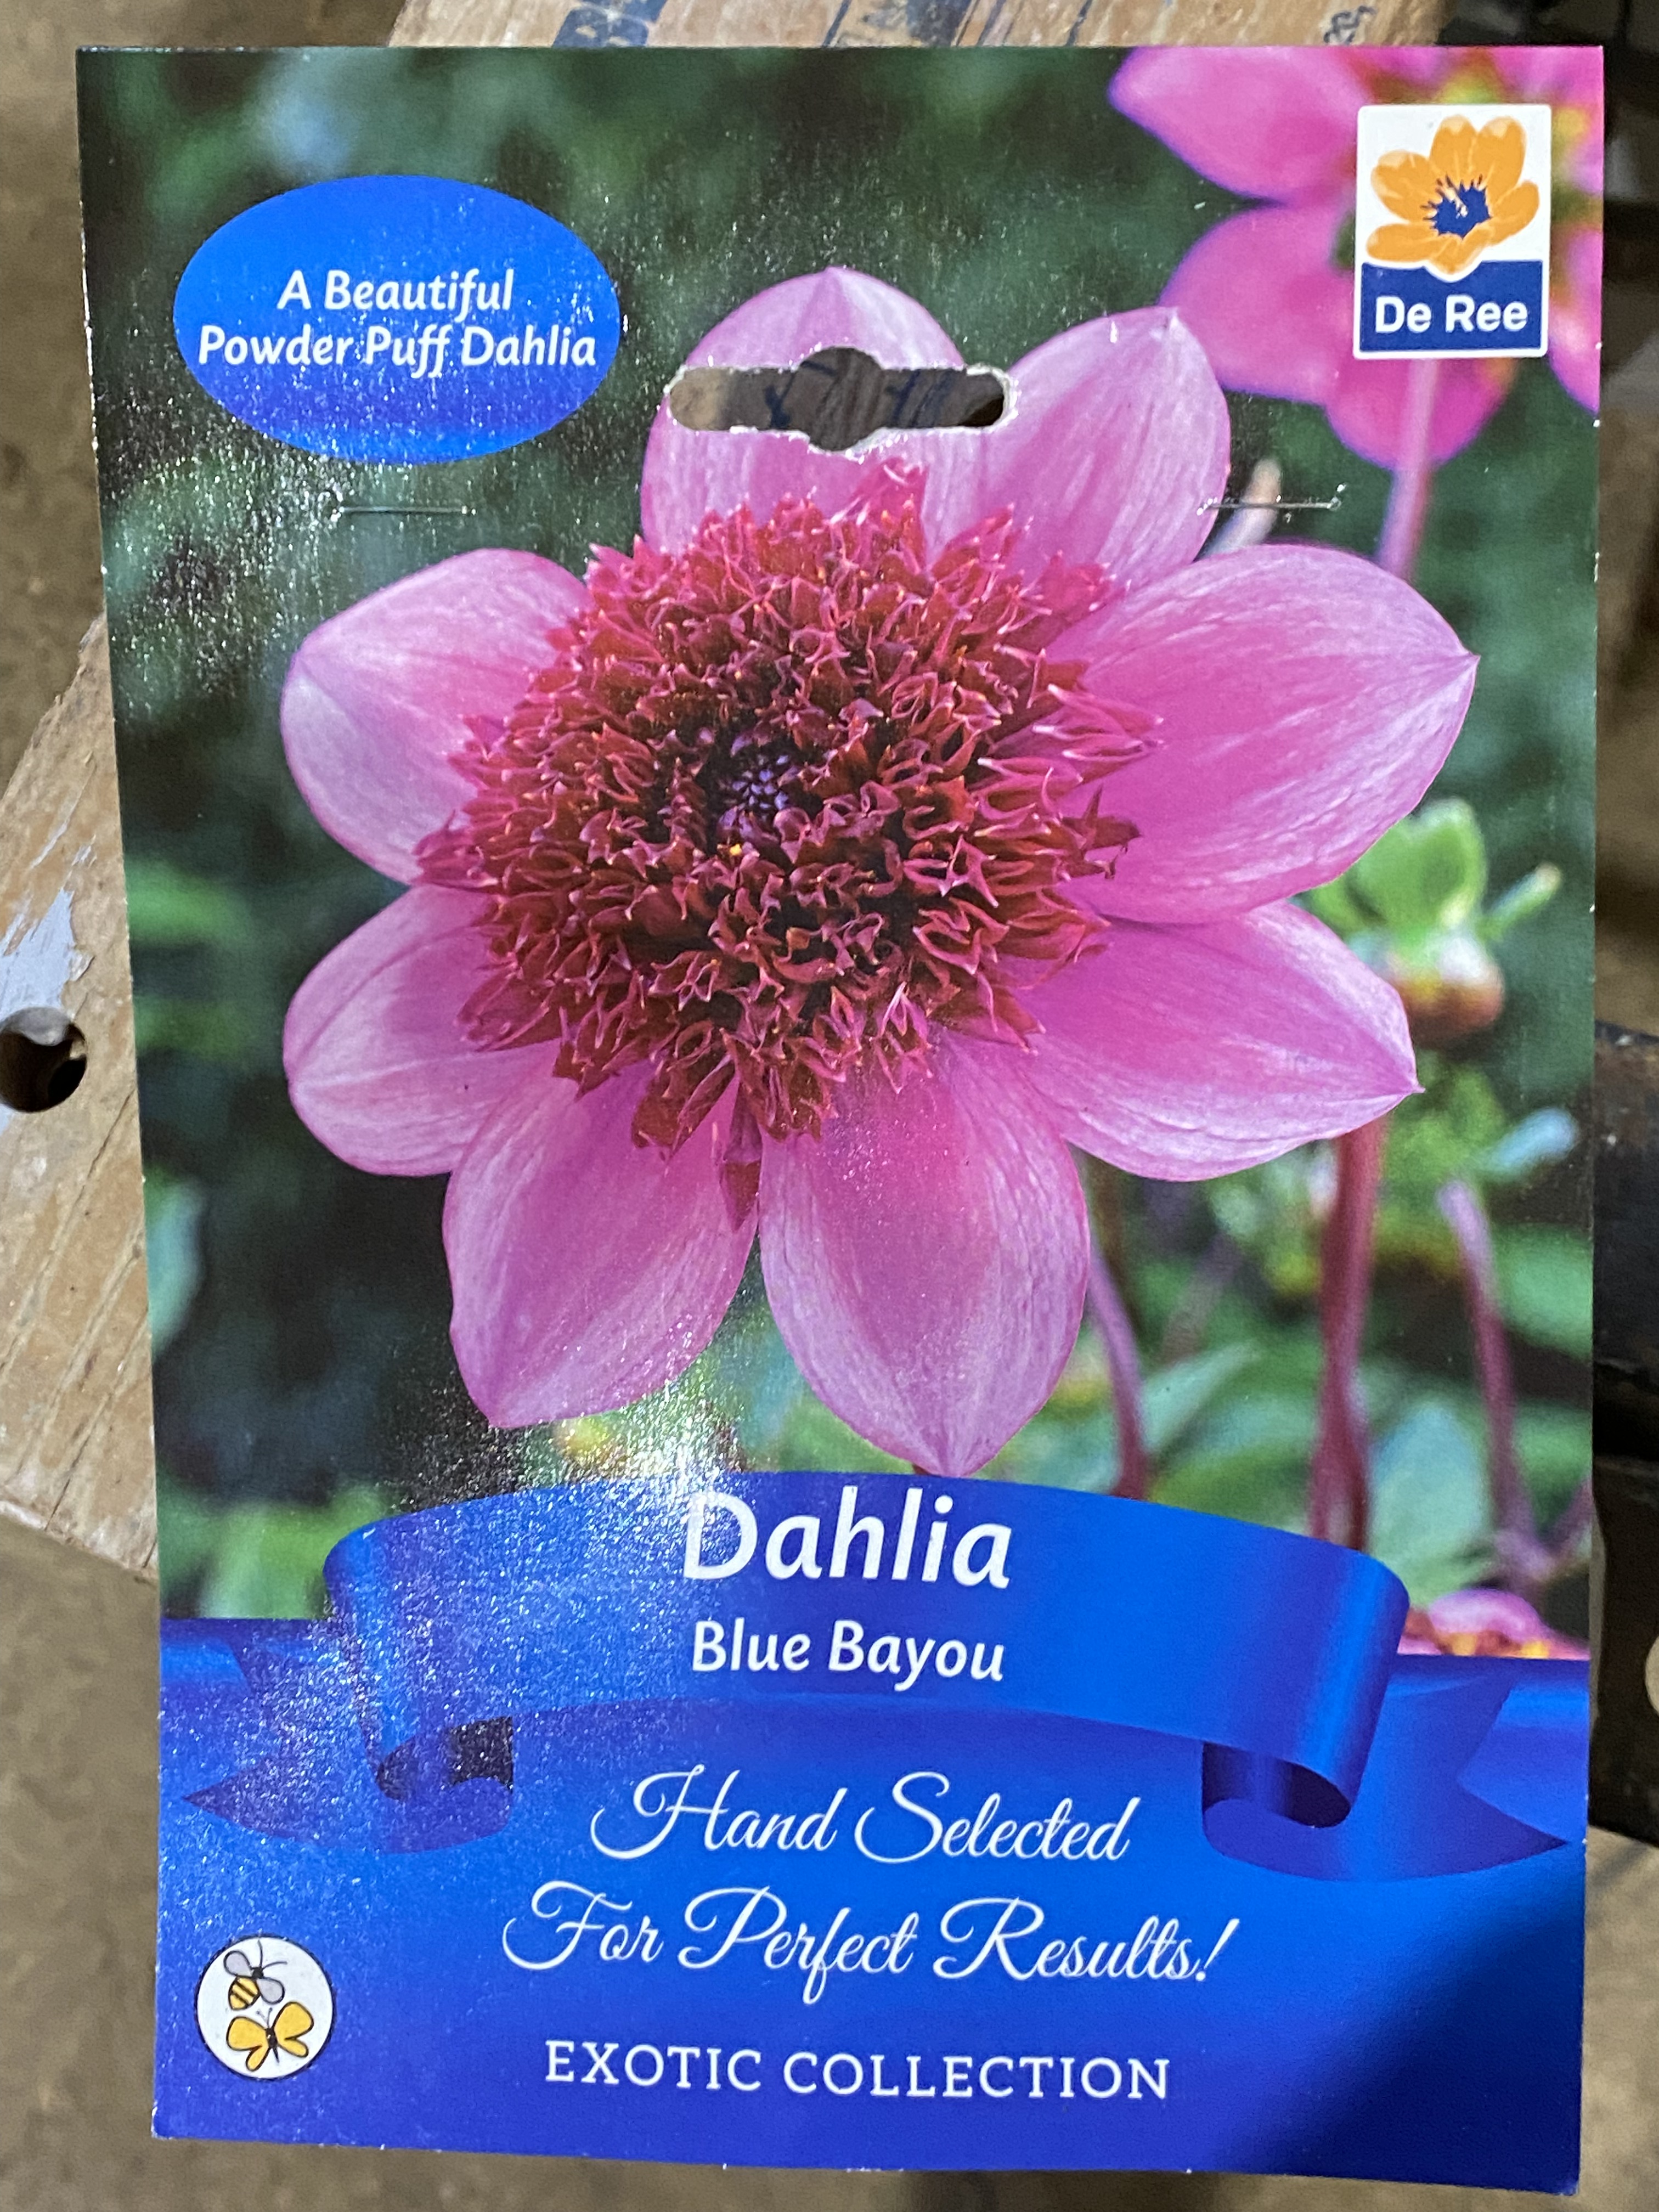 A Beautiful
Powder Puff Dahlia
De Ree
Dahlia
Blue Bayou
Hand Selected
For Perfect Results!
EXOTIC COLLECTION